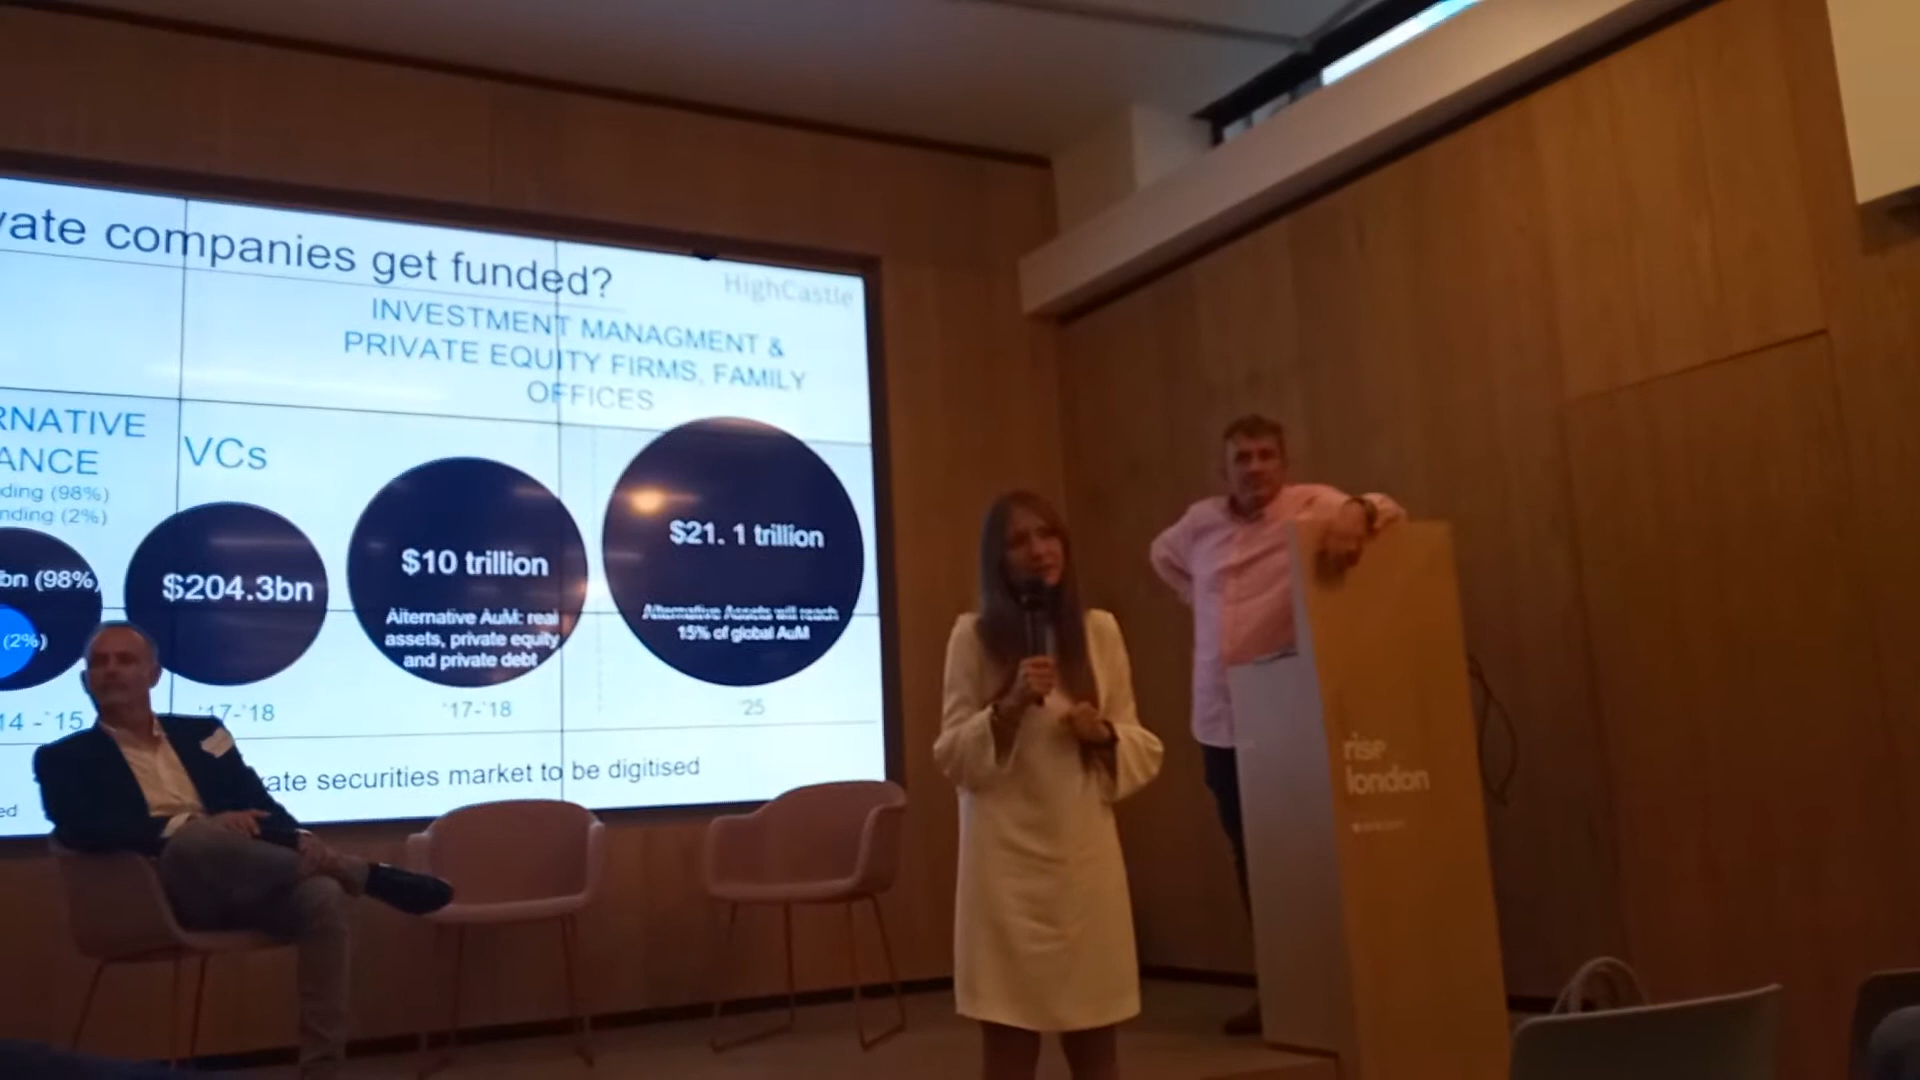 vate companies get funded?
HighCastle
INVESTMENT MANAGMENT &
PRIVATE EQUITY FIRMS, FAMILY
OFFICES
RNATIVE
ANCE
VCs
ding (98%)
nding (2%)
bn (98%)
(2%)
$204.3bn
$10 trillion
Alternative AuM: real
assets, private equity
and private debt
$21. 1 trillion
Alternative Assets will reach
15% of global AuM
14 -`15
'17-'18
'17-'18
'25
ate securities market to be digitised
ed
rise
london